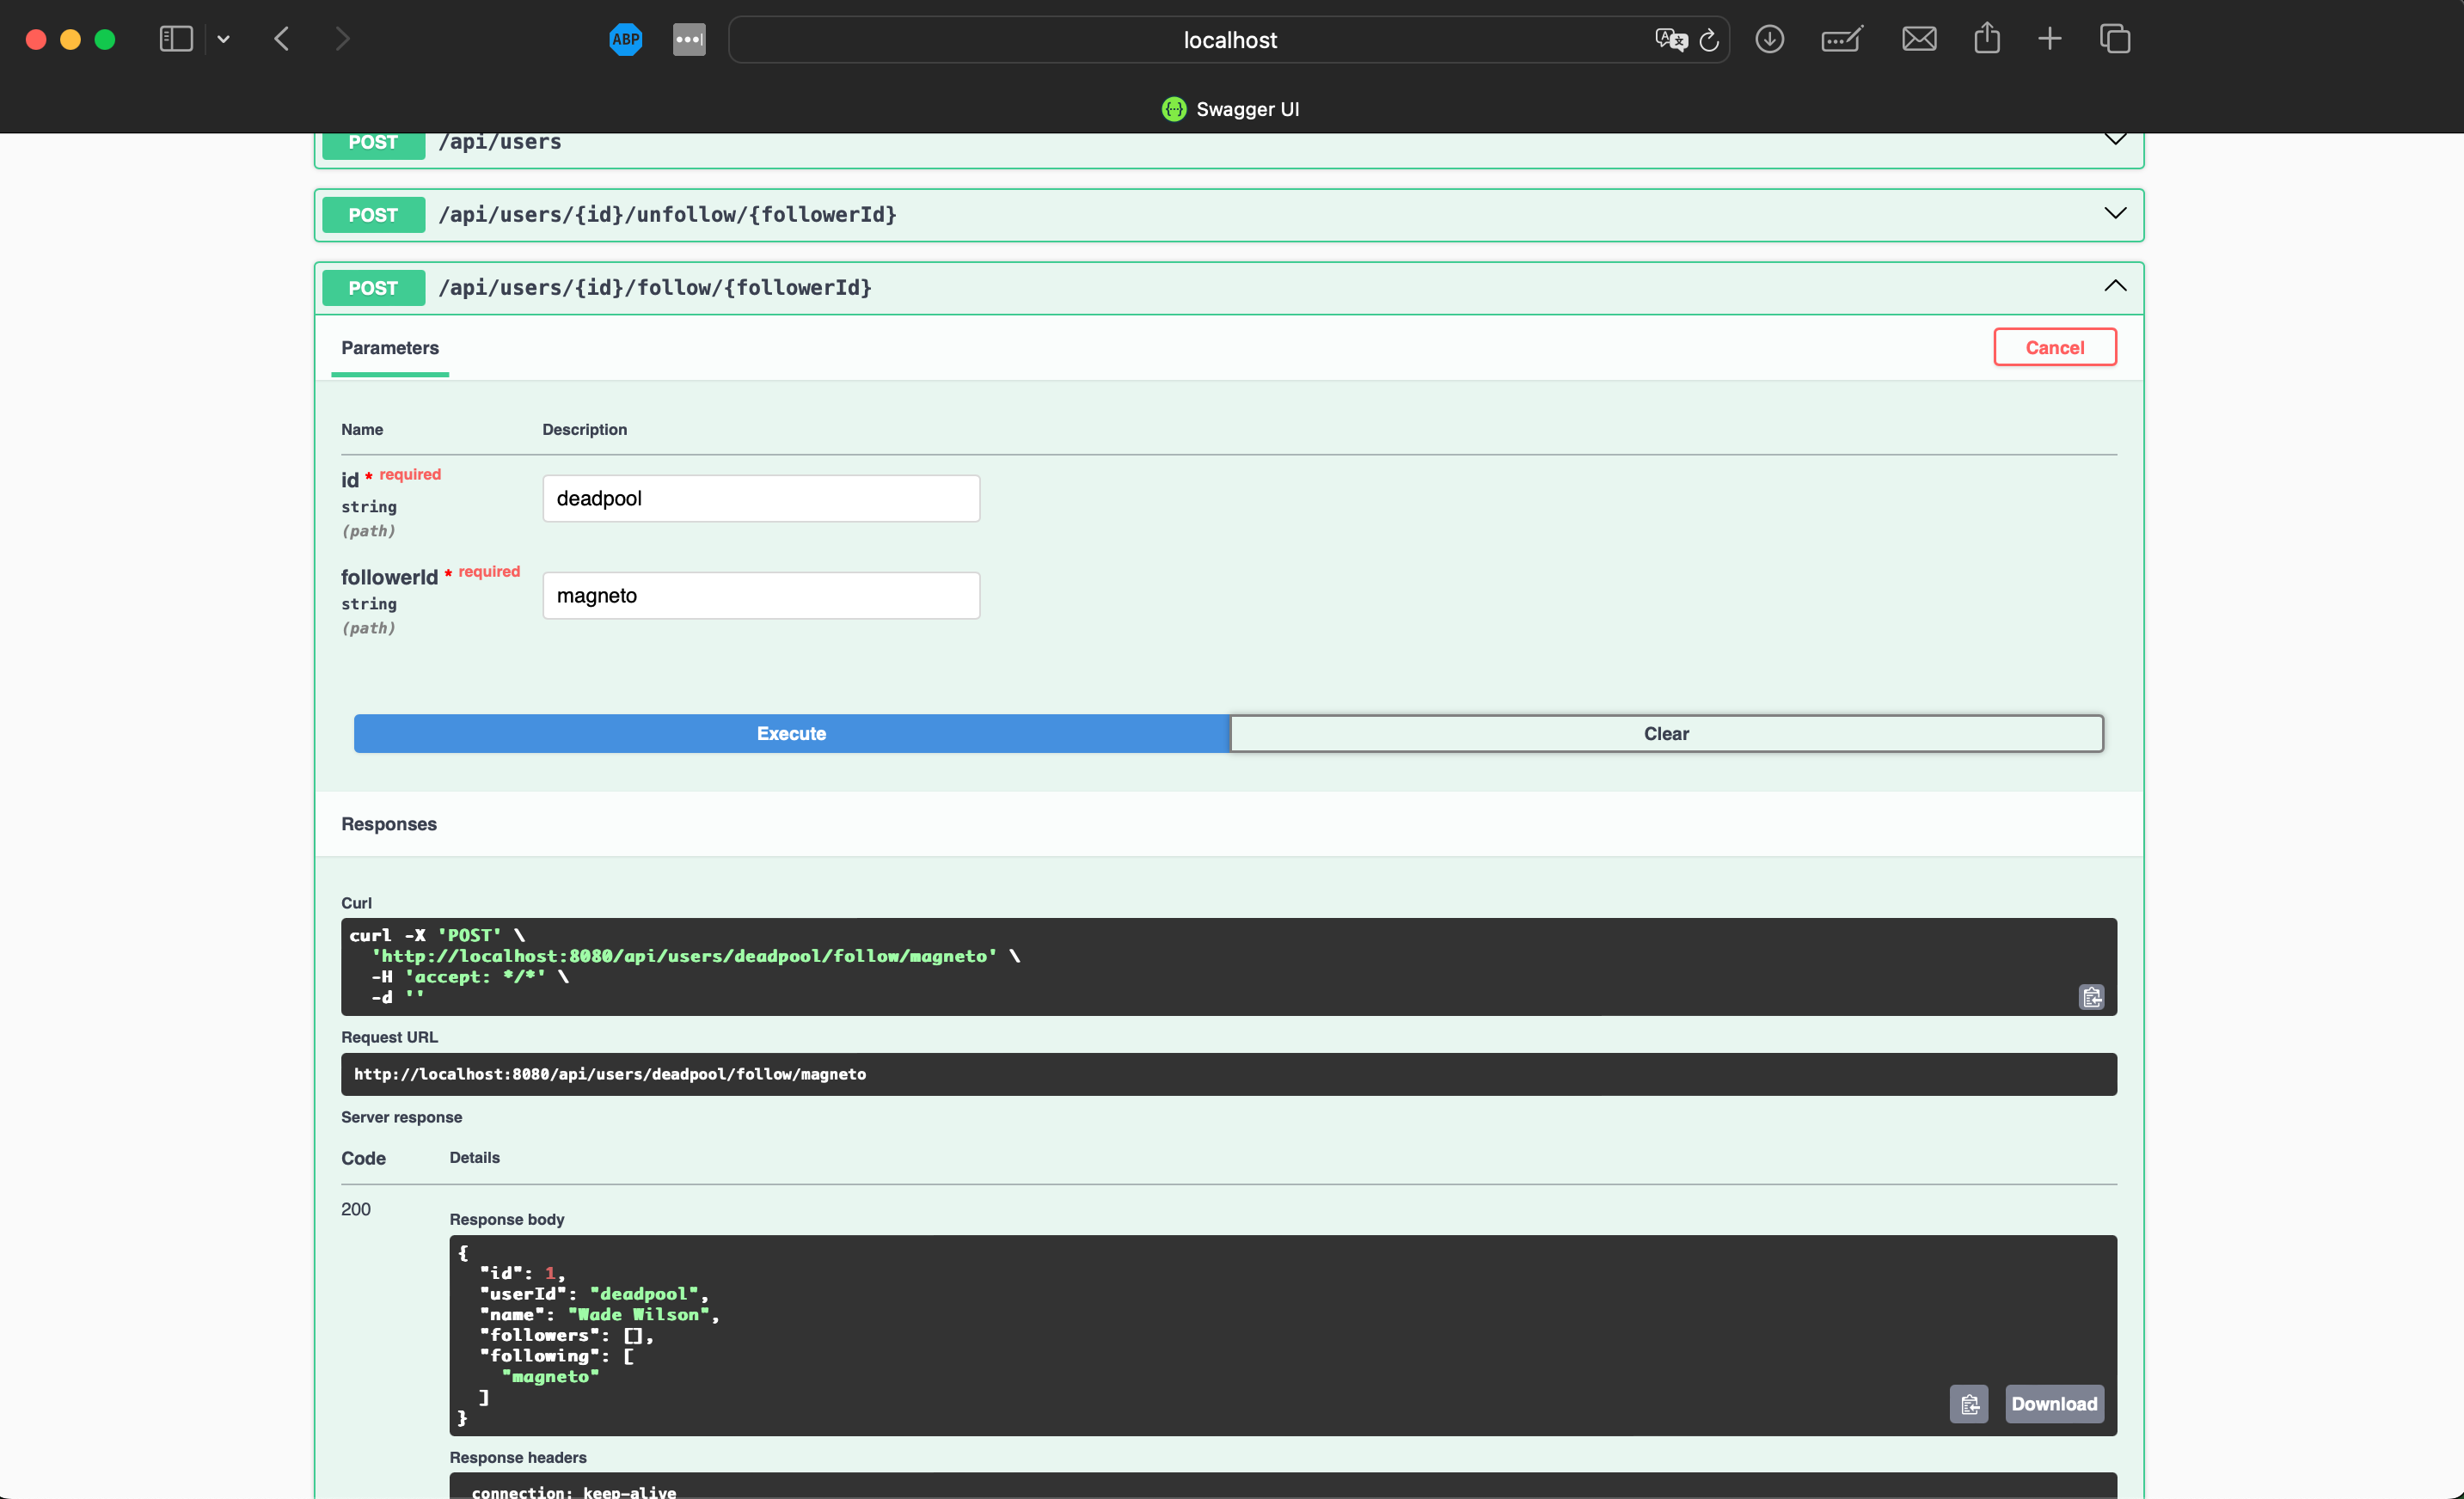 ABP
localhost
Swagger UI
POST /api/users
POST /api/users/{id}/unfollow/{followerId}
POST /api/users/{id}/follow/{followerId}
Parameters
Cancel
Name Description
id * required
string
(path)
deadpool
followerId * required
string
(path)
magneto
Execute Clear
Responses
Curl
curl -X 'POST' \
'http://localhost:8080/api/users/deadpool/follow/magneto' \
-H 'accept: */*' \
-d ''
Request URL
http://localhost:8080/api/users/deadpool/follow/magneto
Server response
Code Details
200
Response body
{
"id": 1,
"userId": "deadpool",
"name": "Wade Wilson",
"followers": [],
"following": [
"magneto"
]
}
Download
Response headers
connection: keep-alive